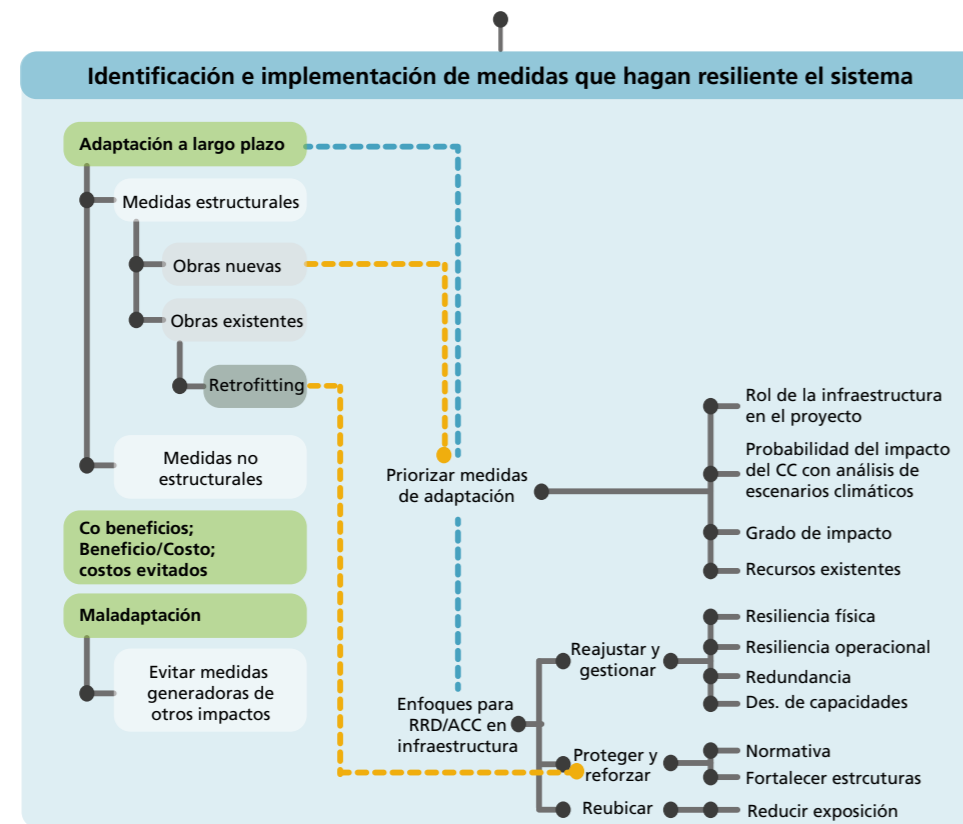 Identificación e implementación de medidas que hagan resiliente el sistema
Adaptación a largo plazo
Medidas estructurales
Obras nuevas
Obras existentes
Retrofitting
Medidas no
estructurales
Co beneficios;
Beneficio/Costo;
costos evitados
Maladaptación
Evitar medidas
generadoras de
otros impactos
Priorizar medidas
de adaptación
Rol de la infraestructura
en el proyecto
Probabilidad del impacto
del CC con análisis de
escenarios climáticos
Grado de impacto
Recursos existentes
Enfoques para
RRD/ACC en
infraestructura
Reajustar y
gestionar
Resiliencia física
Resiliencia operacional
Redundancia
Des. de capacidades
Proteger y
reforzar
Normativa
Fortalecer estrcuturas
Reubicar
Reducir exposición